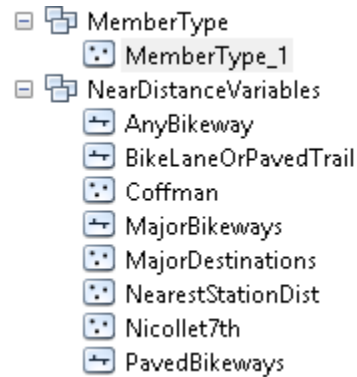 MemberType
MemberType_1
NearDistanceVariables
AnyBikeway
BikeLaneOrPavedTrail
Coffman
MajorBikeways
MajorDestinations
NearestStationDist
Nicollet7th
PavedBikeways